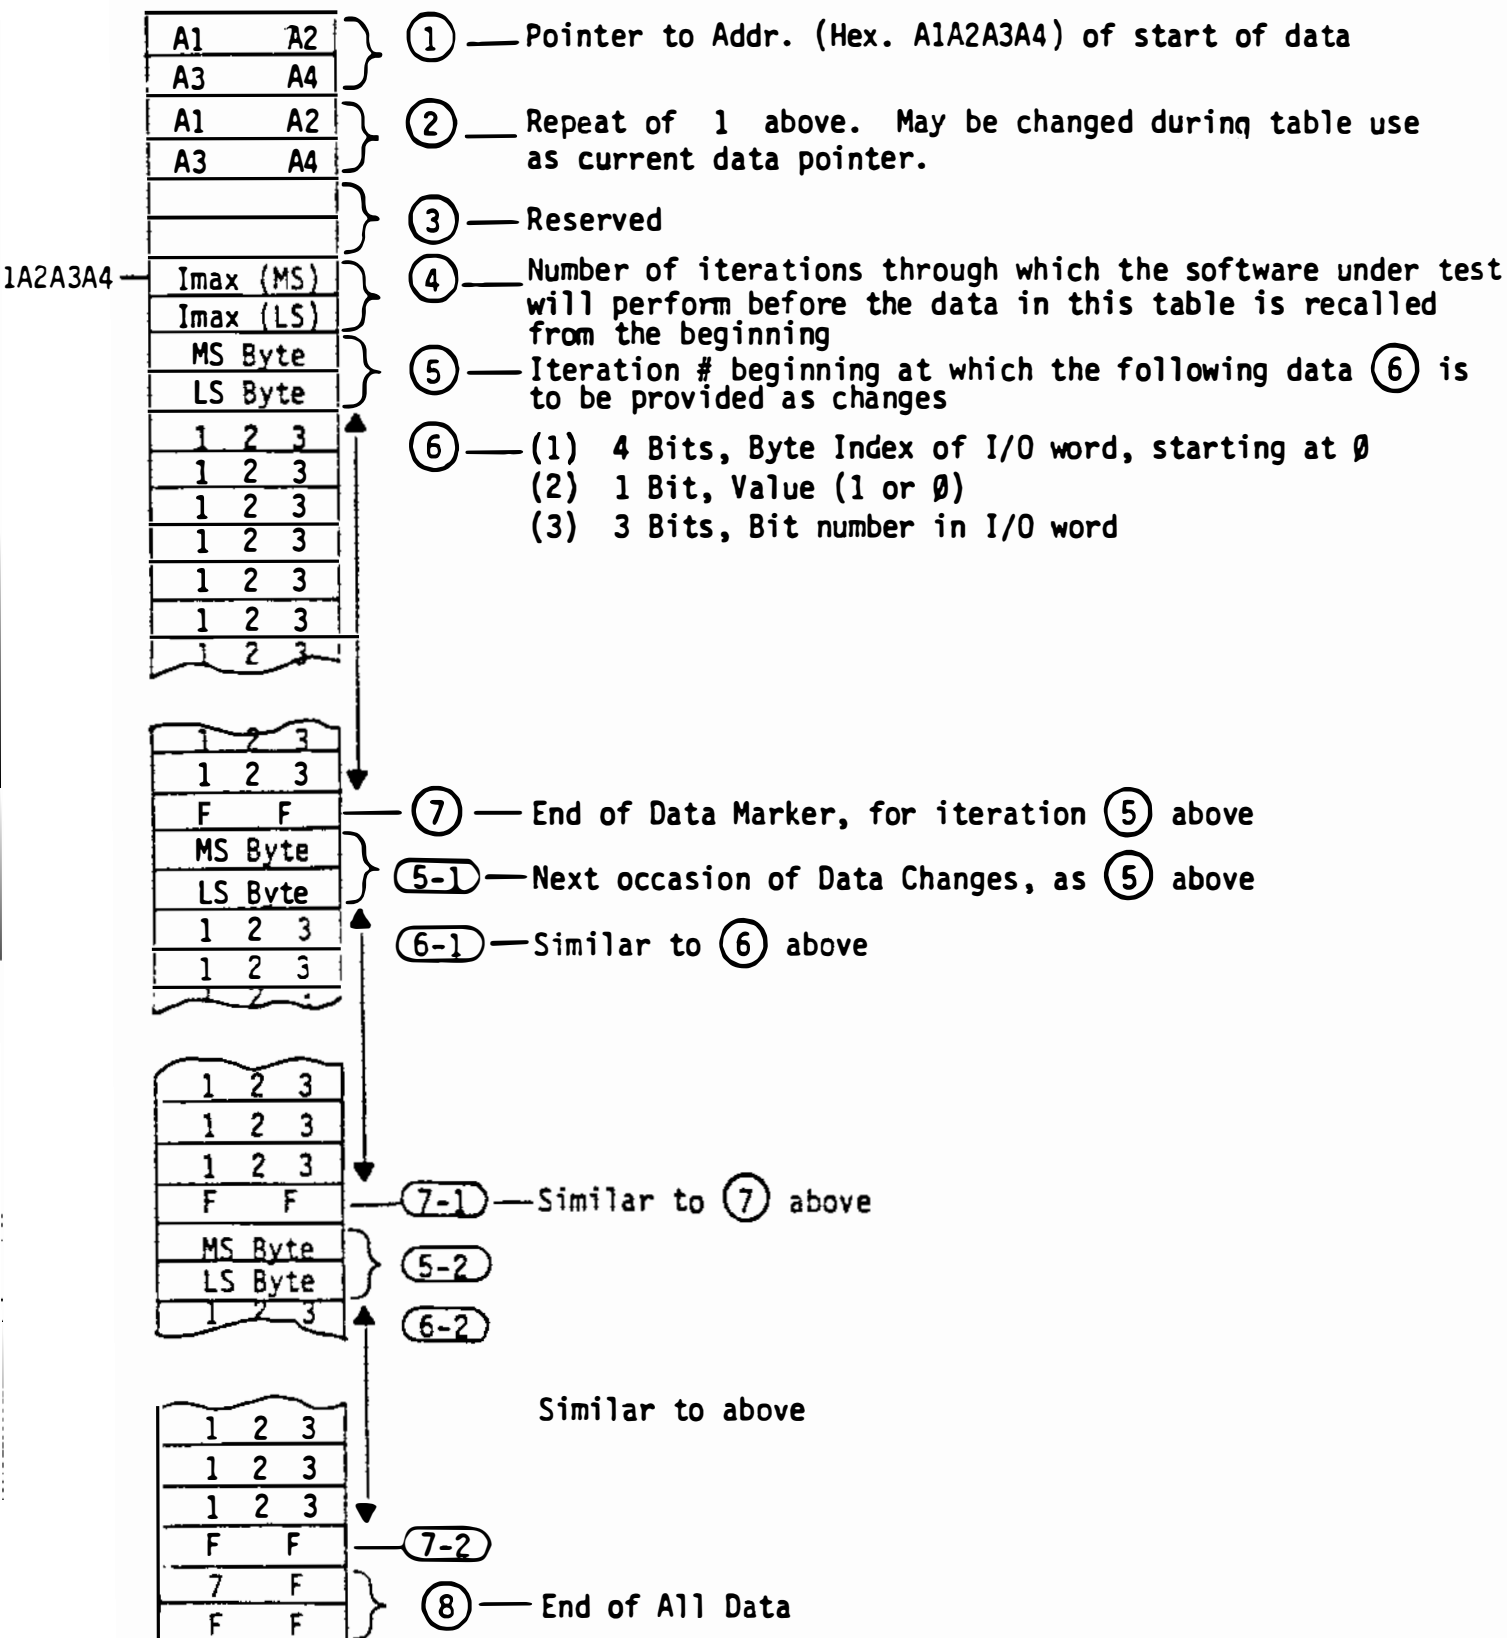 A1 A2 ① Pointer to Addr. (Hex. A1A2A3A4) of start of data
A3 A4
A1 A2 ② Repeat of 1 above. May be changed during table use
A3 A4 as current data pointer.
③ Reserved
1A2A3A4 Imax (MS) ④ Number of iterations through which the software under test
Imax (LS) will perform before the data in this table is recalled
from the beginning
MS Byte ⑤ Iteration # beginning at which the following data ⑥ is
LS Byte to be provided as changes
1 2 3 ⑥ (1) 4 Bits, Byte Index of I/O word, starting at Ø
1 2 3 (2) 1 Bit, Value (1 or Ø)
1 2 3 (3) 3 Bits, Bit number in I/O word
1 2 3
1 2 3
1 2 3
1 2 3
1 2 3
1 2 3
F F ⑦ End of Data Marker, for iteration ⑤ above
MS Byte
LS Byte 5-1 Next occasion of Data Changes, as ⑤ above
1 2 3 6-1 Similar to ⑥ above
1 2 3
1 2
1 2 3
1 2 3
1 2 3
F F 7-1 Similar to ⑦ above
MS Byte 5-2
LS Byte
1 2 3 6-2
Similar to above
1 2 3
1 2 3
1 2 3
F F 7-2
7 F ⑧ End of All Data
F F